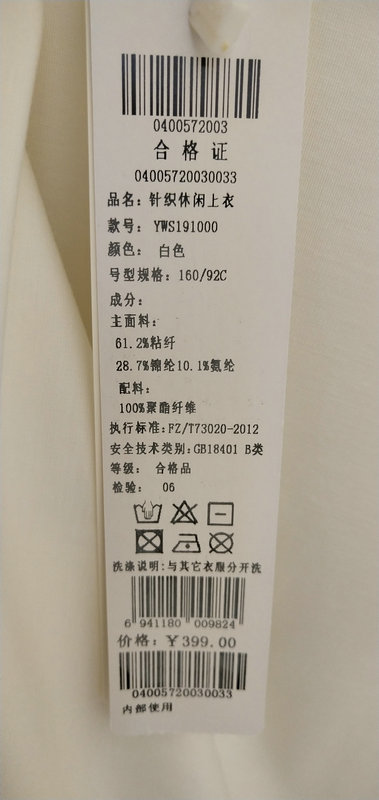 0400572003
合格证
04005720030033
品名：针织休闲上衣
款号：YWS191000
颜色：白色
号型规格：160/92C
成分：
主面料：
61.2%粘纤
28.7%锦纶10.1%氨纶
配料：
100%聚酯纤维
执行标准：FZ/T73020-2012
安全技术类别：GB18401 B类
等级：合格品
检验：06
洗涤说明：与其它衣服分开洗
6 941180 009824
价格：￥399.00
04005720030033
内部使用